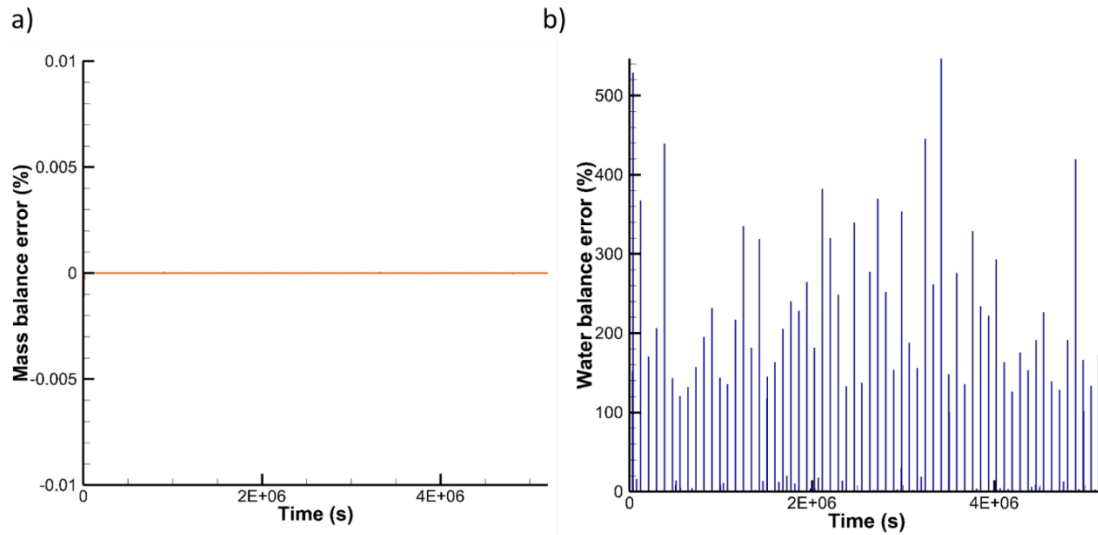 a)
0.01
0.005
0
-0.005
-0.01
Mass balance error (%)
0
2E+06
4E+06
Time (s)
b)
500
400
300
200
100
0
Water balance error (%)
0
2E+06
4E+06
Time (s)